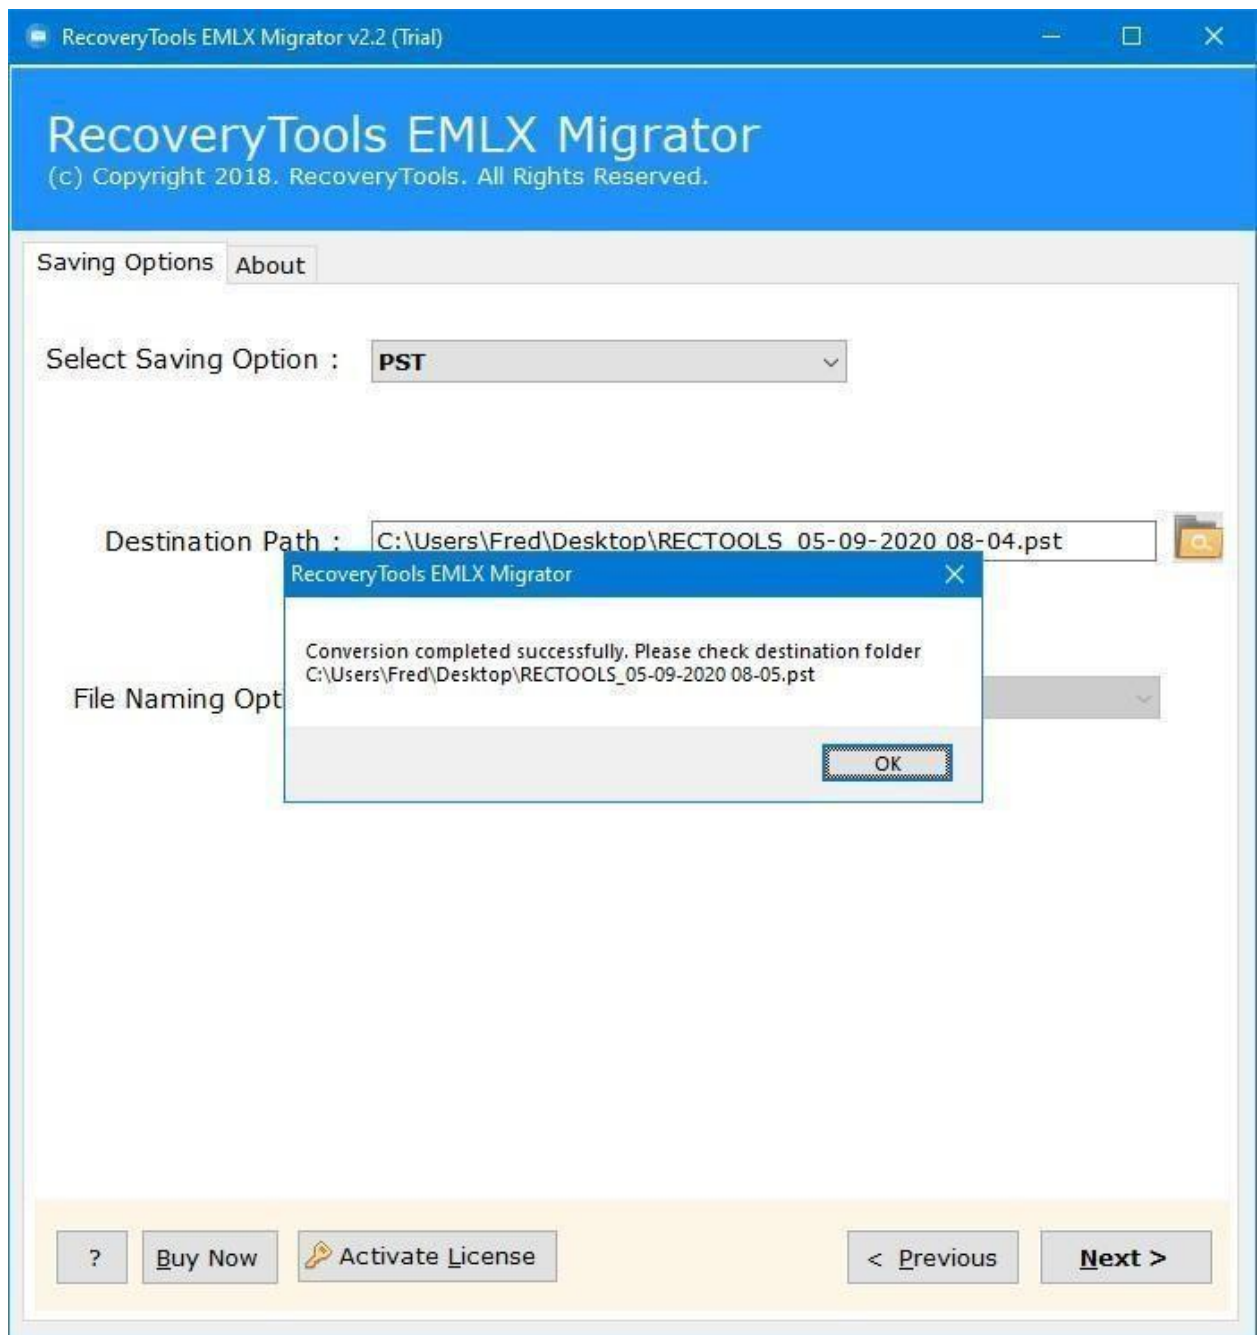 RecoveryTools EMLX Migrator v2.2 (Trial)
RecoveryTools EMLX Migrator
(c) Copyright 2018. RecoveryTools. All Rights Reserved.
Saving Options About
Select Saving Option : PST
Destination Path : C:\Users\Fred\Desktop\RECTOOLS_05-09-2020 08-04.pst
RecoveryTools EMLX Migrator
Conversion completed successfully. Please check destination folder
C:\Users\Fred\Desktop\RECTOOLS_05-09-2020 08-05.pst
File Naming Opt
OK
? Buy Now Activate License < Previous Next >